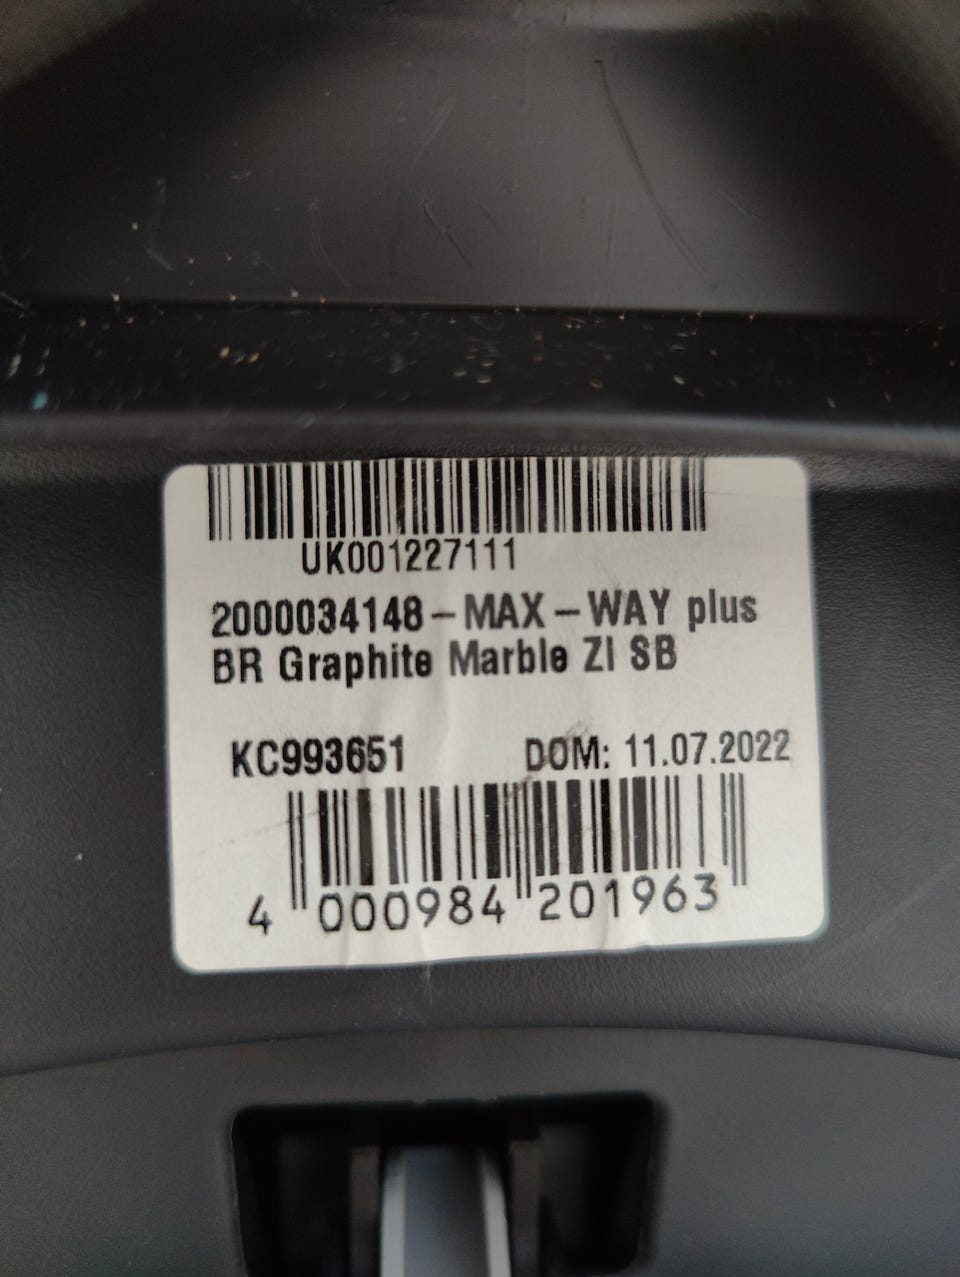 UK001227111
2000034148-MAX-WAY plus
BR Graphite Marble ZI SB
KC993651 DOM: 11.07.2022
4 000984 201963